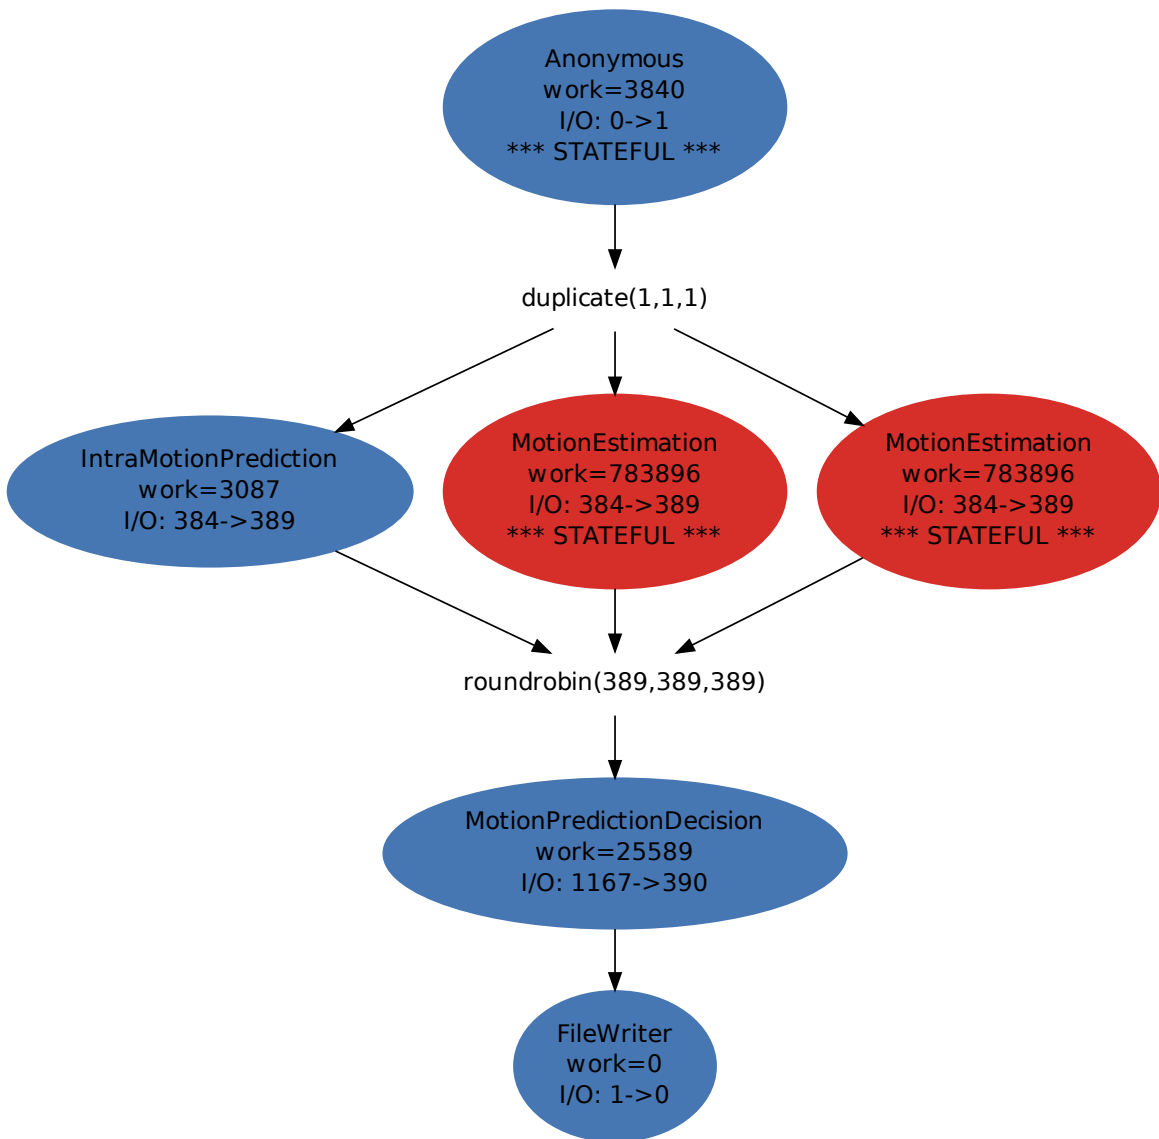 Anonymous
work=3840
I/O: 0->1
*** STATEFUL ***
duplicate(1,1,1)
IntraMotionPrediction
work=3087
I/O: 384->389
MotionEstimation
work=783896
I/O: 384->389
*** STATEFUL ***
MotionEstimation
work=783896
I/O: 384->389
*** STATEFUL ***
roundrobin(389,389,389)
MotionPredictionDecision
work=25589
I/O: 1167->390
FileWriter
work=0
I/O: 1->0